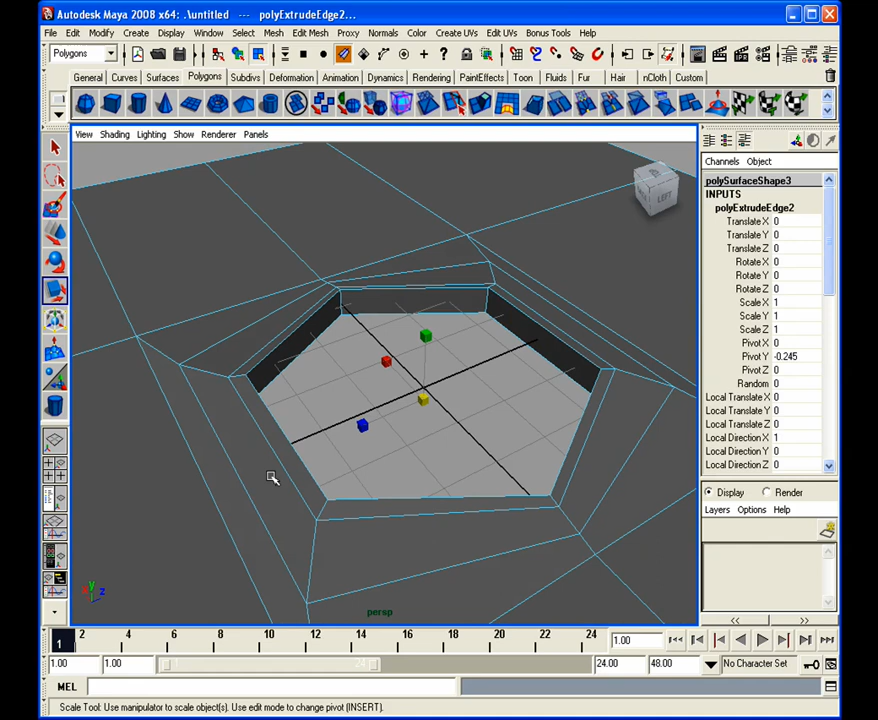 Autodesk Maya 2008 x64: .\untitled --- polyExtrudeEdge2...
File Edit Modify Create Display Window Select Mesh Edit Mesh Proxy Normals Color Create UVs Edit UVs Bonus Tools Help
Polygons
General Curves Surfaces Polygons Subdivs Deformation Animation Dynamics Rendering PaintEffects Toon Fluids Fur Hair nCloth Custom
View Shading Lighting Show Renderer Panels
Channels Object
polySurfaceShape3
INPUTS
polyExtrudeEdge2
Translate X 0
Translate Y 0
Translate Z 0
Rotate X 0
Rotate Y 0
Rotate Z 0
Scale X 1
Scale Y 1
Scale Z 1
Pivot X 0
Pivot Y -0.245
Pivot Z 0
Random 0
Local Translate X 0
Local Translate Y 0
Local Translate Z 0
Local Direction X 1
Local Direction Y 0
Local Direction Z 0
Display Render
Layers Options Help
LEFT
y
x z
persp
1 2 4 6 8 10 12 14 16 18 20 22 24 1.00
1.00 1.00 1 24 24.00 48.00 No Character Set
MEL
Scale Tool: Use manipulator to scale object(s). Use edit mode to change pivot (INSERT).